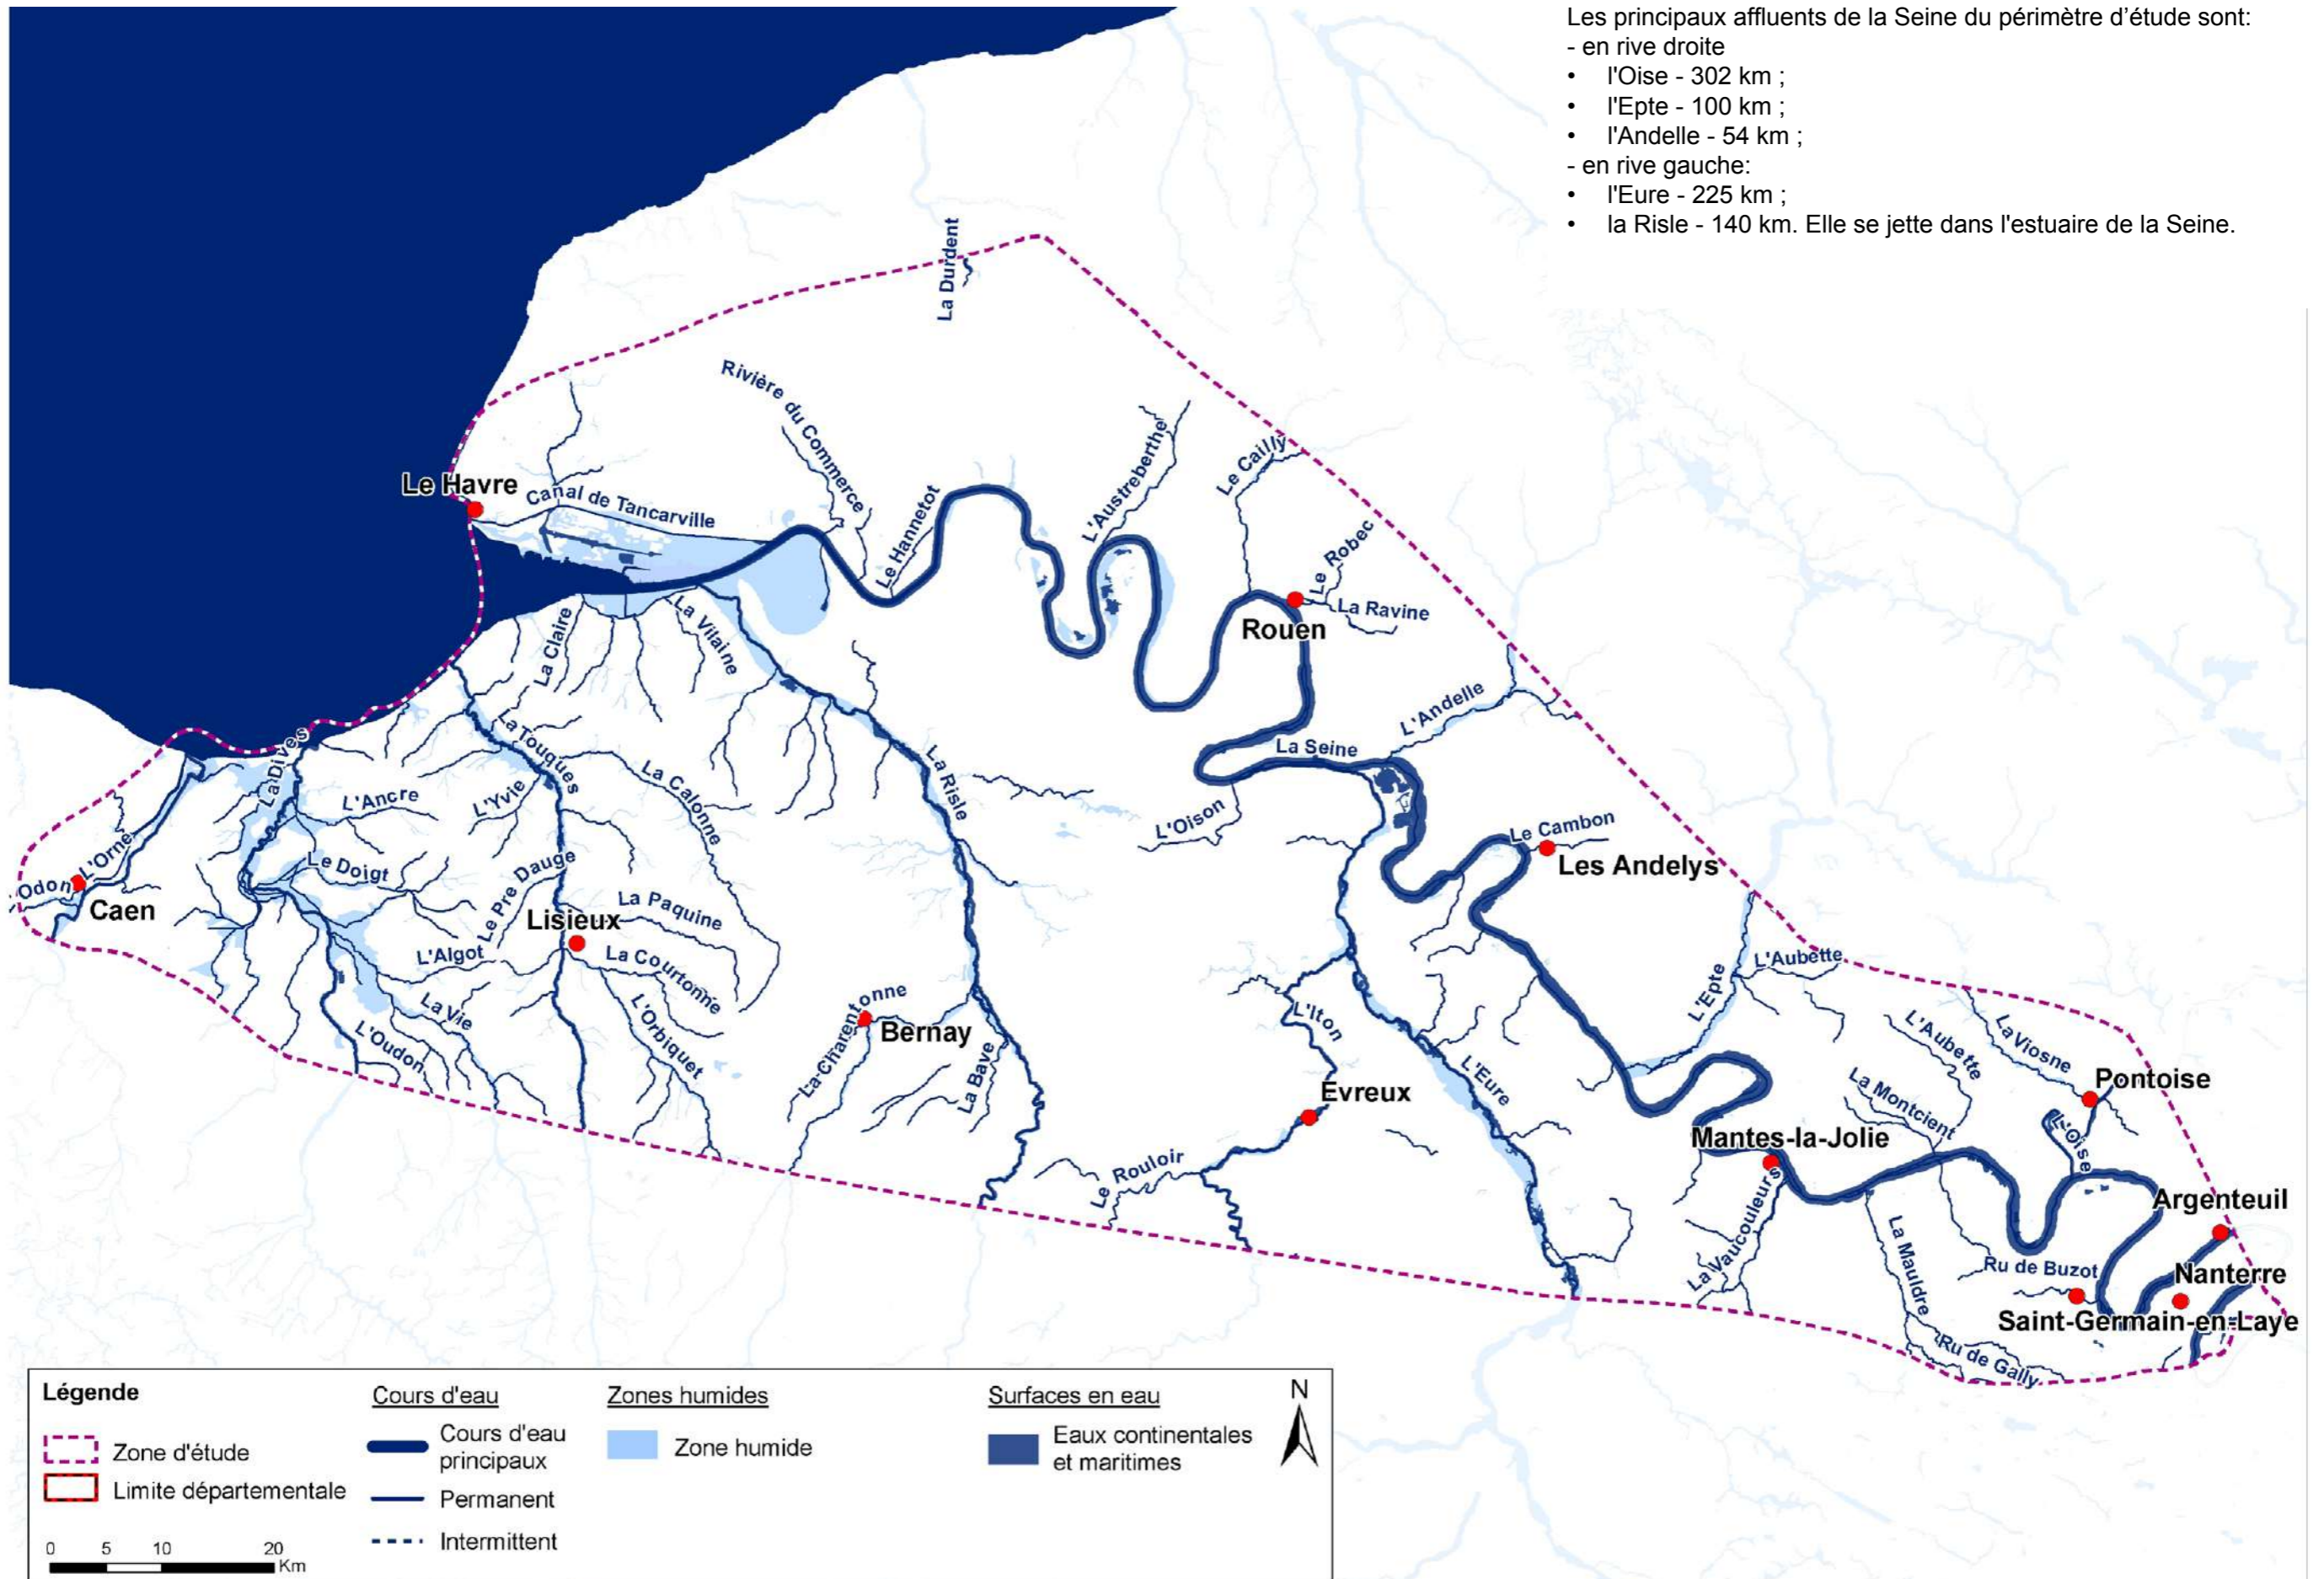 Les principaux affluents de la Seine du périmètre d'étude sont:
- en rive droite
• l'Oise - 302 km ;
• l'Epte - 100 km ;
• l'Andelle - 54 km ;
- en rive gauche:
• l'Eure - 225 km ;
• la Risle - 140 km. Elle se jette dans l'estuaire de la Seine.
La Durdent
Rivière du Commerce
L'Austreberthe
Le Cailly
Le Havre
Canal de Tancarville
Le Hannetot
Le Robec
La Ravine
Rouen
La Claire
La Vilaine
L'Andelle
La Seine
La Dives
La Touques
La Calonne
La Risle
L'Ancre
L'Yvie
L'Oison
Le Cambon
Les Andelys
L'Orne
Odon
Caen
Le Doigt
Le Pre Dauge
Lisieux
La Paquine
L'Algot
La Courtonne
L'Epte
L'Aubette
La Vie
L'Oudon
L'Orbiquet
La Charentonne
Bernay
La Bave
L'Iton
L'Eure
L'Aubette
La Viosne
Evreux
La Montcient
Pontoise
L'Oise
Mantes-la-Jolie
Le Rouloir
La Vaucouleurs
La Mauldre
Argenteuil
Ru de Buzot
Nanterre
Saint-Germain-en-Laye
Ru de Gally
Légende
Zone d'étude
Limite départementale
0 5 10 20
Km
Cours d'eau
Cours d'eau
principaux
Permanent
Intermittent
Zones humides
Zone humide
Surfaces en eau
Eaux continentales
et maritimes
N